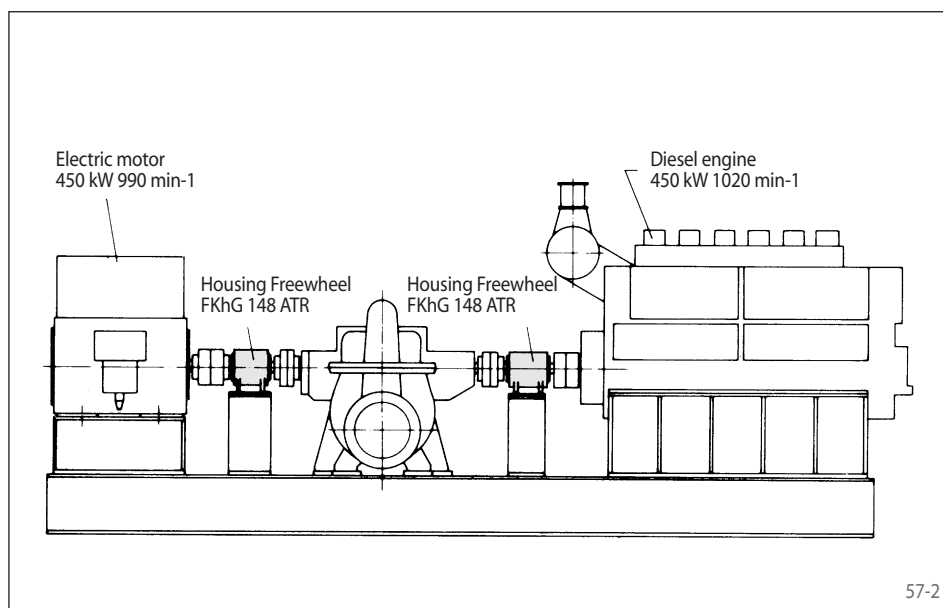 Electric motor
450 kW 990 min-1
Diesel engine
450 kW 1020 min-1
Housing Freewheel
FKhG 148 ATR
Housing Freewheel
FKhG 148 ATR
57-2